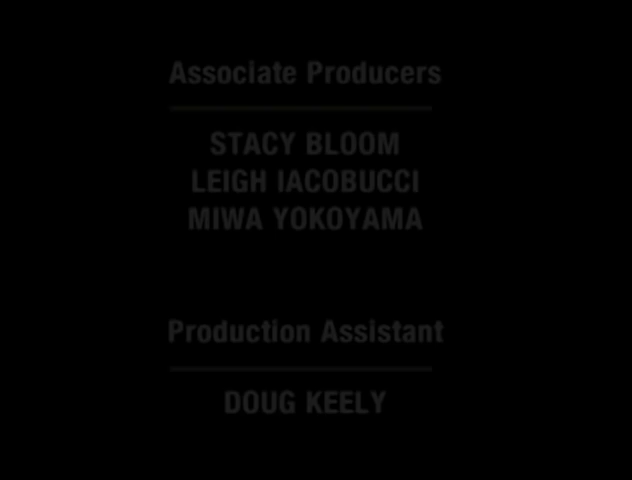 Associate Producers
STACY BLOOM
LEIGH IACOBUCCI
MIWA YOKOYAMA
Production Assistant
DOUG KEELY